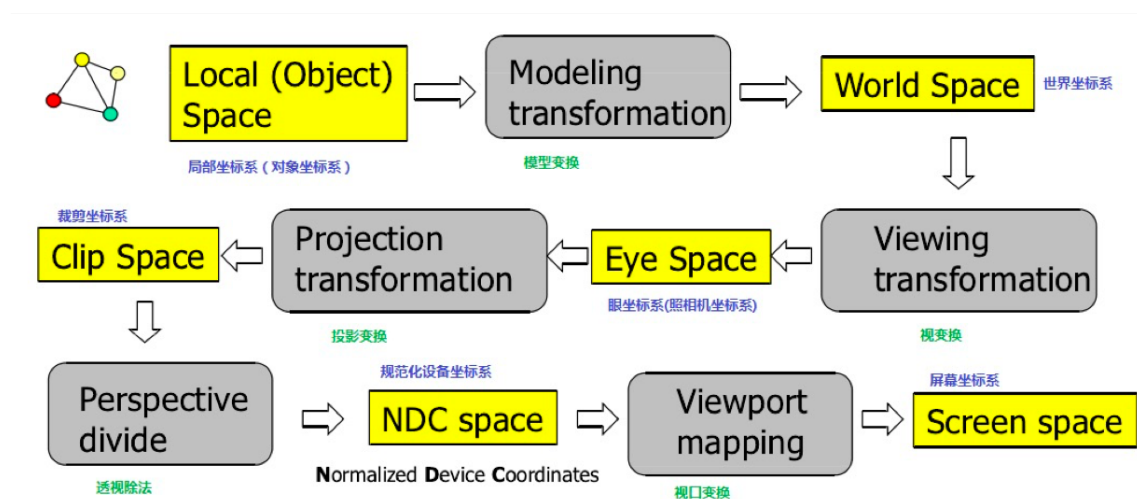 Local (Object)
Space
局部坐标系（对象坐标系）
Modeling
transformation
模型变换
World Space
世界坐标系
裁剪坐标系
Clip Space
Projection
transformation
投影变换
Eye Space
眼坐标系(照相机坐标系)
Viewing
transformation
视变换
Perspective
divide
透视除法
规范化设备坐标系
NDC space
Normalized Device Coordinates
Viewport
mapping
视口变换
屏幕坐标系
Screen space